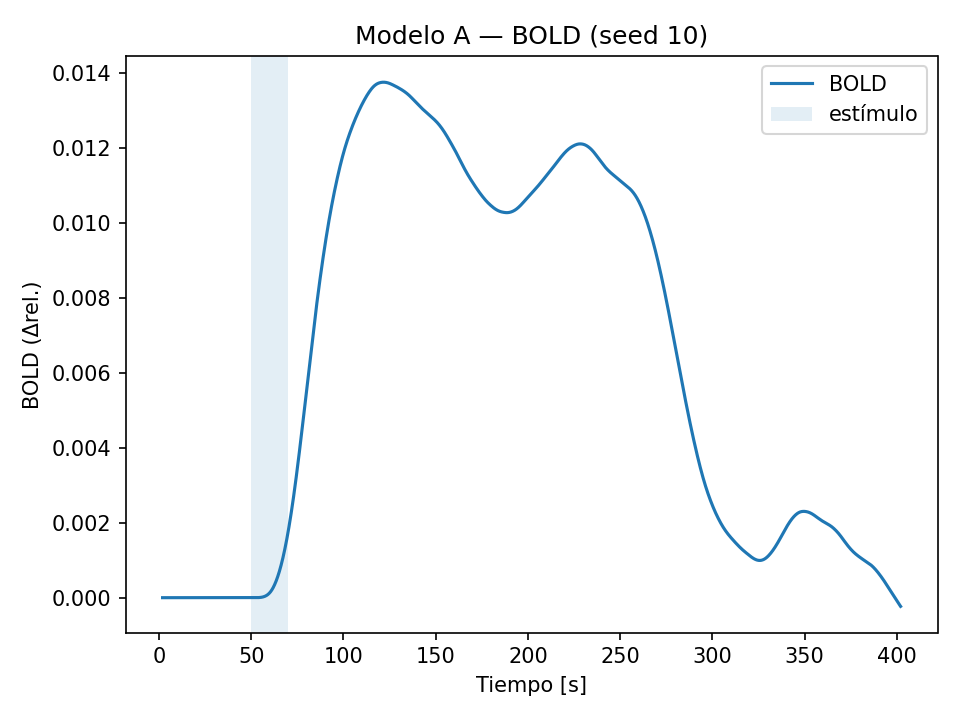 Modelo A — BOLD (seed 10)
BOLD
estímulo
BOLD (Δrel.)
0.014
0.012
0.010
0.008
0.006
0.004
0.002
0.000
0 50 100 150 200 250 300 350 400
Tiempo [s]